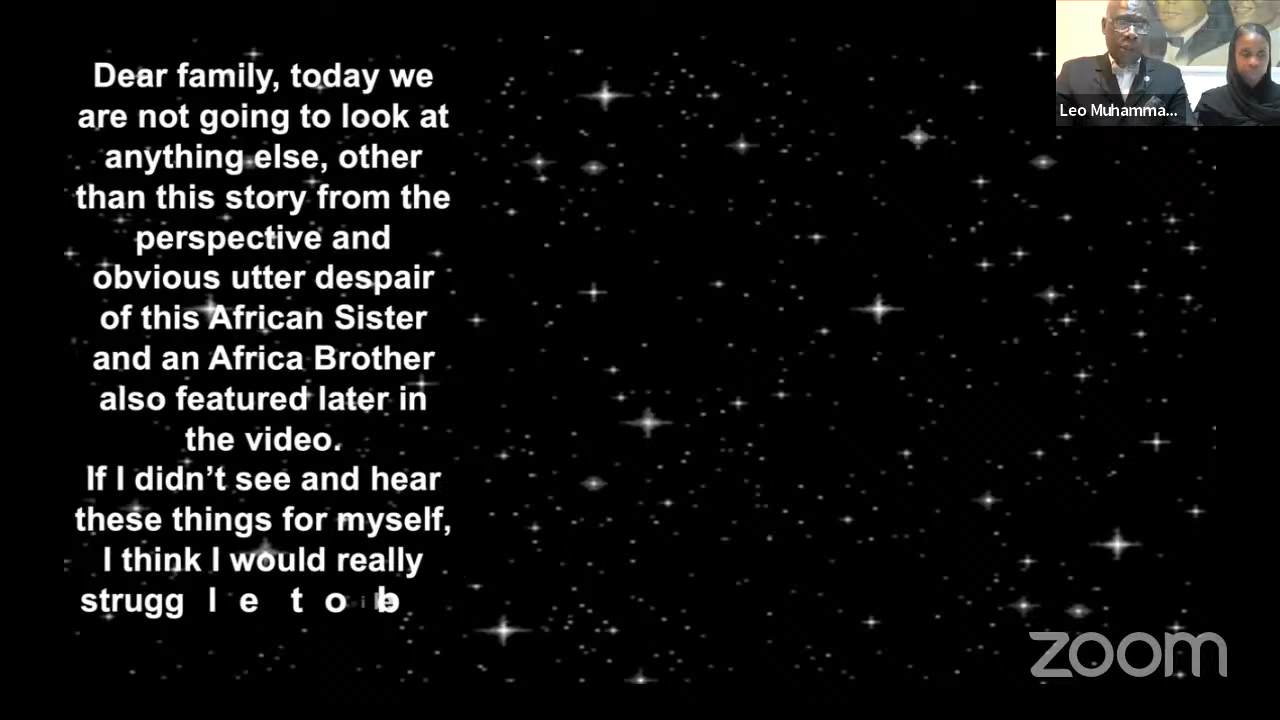 Dear family, today we
are not going to look at
anything else, other
than this story from the
perspective and
obvious utter despair
of this African Sister
and an Africa Brother
also featured later in
the video.
If I didn't see and hear
these things for myself,
I think I would really
struggle to b
Leo Muhamma...
zoom